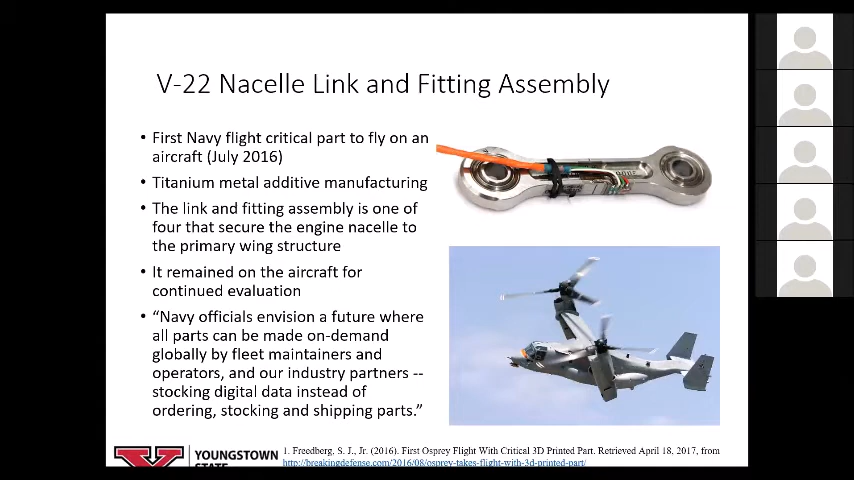 V-22 Nacelle Link and Fitting Assembly
• First Navy flight critical part to fly on an
aircraft (July 2016)
• Titanium metal additive manufacturing
• The link and fitting assembly is one of
four that secure the engine nacelle to
the primary wing structure
• It remained on the aircraft for
continued evaluation
• “Navy officials envision a future where
all parts can be made on-demand
globally by fleet maintainers and
operators, and our industry partners --
stocking digital data instead of
ordering, stocking and shipping parts.”
YOUNGSTOWN
STATE
1. Freedberg, S. J., Jr. (2016). First Osprey Flight With Critical 3D Printed Part. Retrieved April 18, 2017, from
http://breakingdefense.com/2016/08/osprey-takes-flight-with-3d-printed-part/